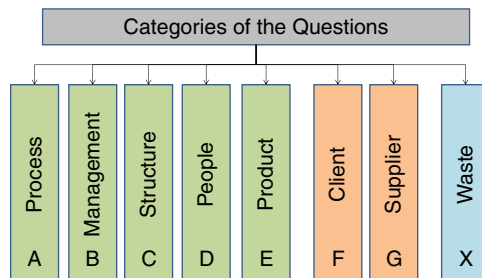 Categories of the Questions
Process
A
Management
B
Structure
C
People
D
Product
E
Client
F
Supplier
G
Waste
X